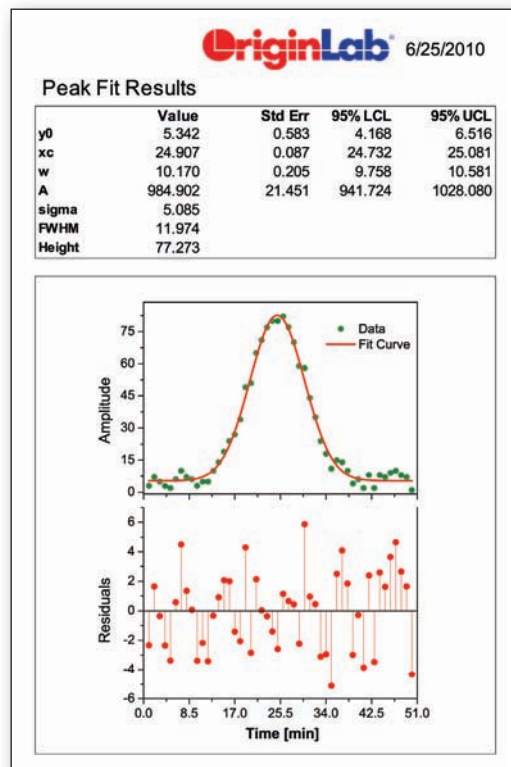 OriginLab® 6/25/2010
Peak Fit Results
Value Std Err 95% LCL 95% UCL
y0 5.342 0.583 4.168 6.516
xc 24.907 0.087 24.732 25.081
w 10.170 0.205 9.758 10.581
A 984.902 21.451 941.724 1028.080
sigma 5.085
FWHM 11.974
Height 77.273
Data
Fit Curve
Amplitude
75
60
45
30
15
0
Residuals
6
4
2
0
-2
-4
-6
0.0 8.5 17.0 25.5 34.0 42.5 51.0
Time [min]